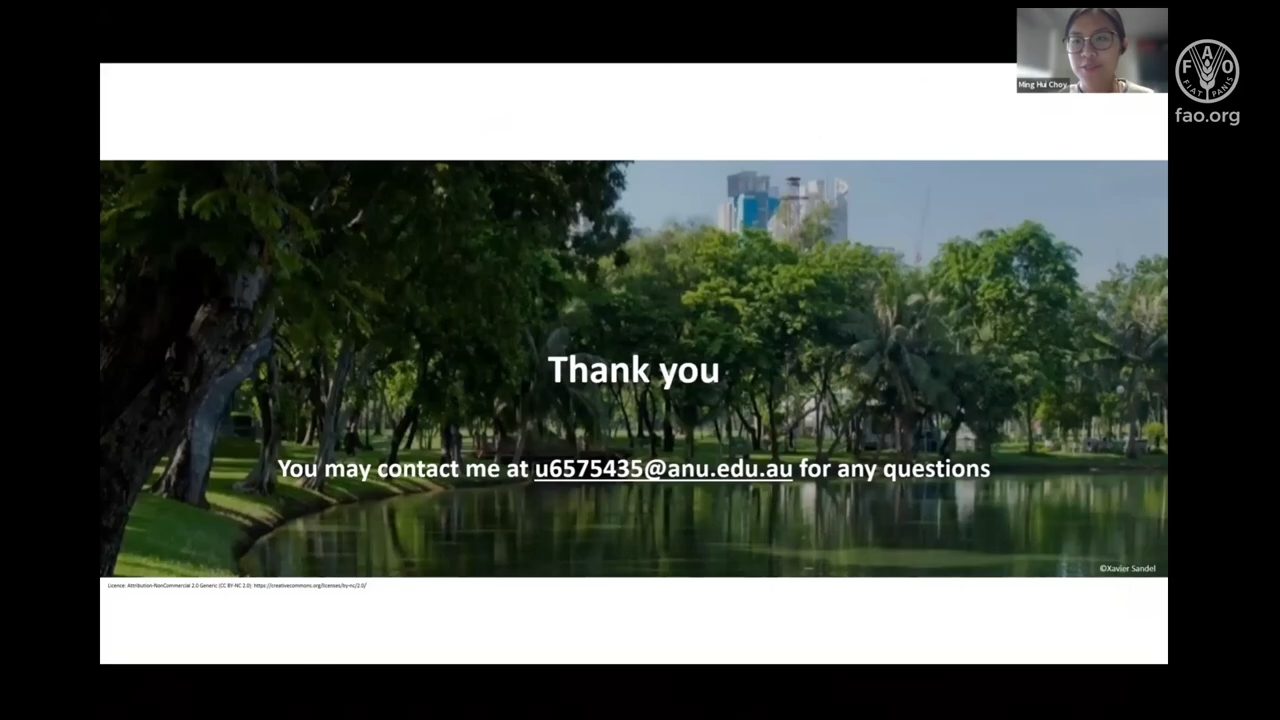 Ming Hui Choy
F A O
FIAT PANIS
fao.org
Thank you
You may contact me at u6575435@anu.edu.au for any questions
©Xavier Sandel
Licence: Attribution-NonCommercial 2.0 Generic (CC BY-NC 2.0); https://creativecommons.org/licenses/by-nc/2.0/